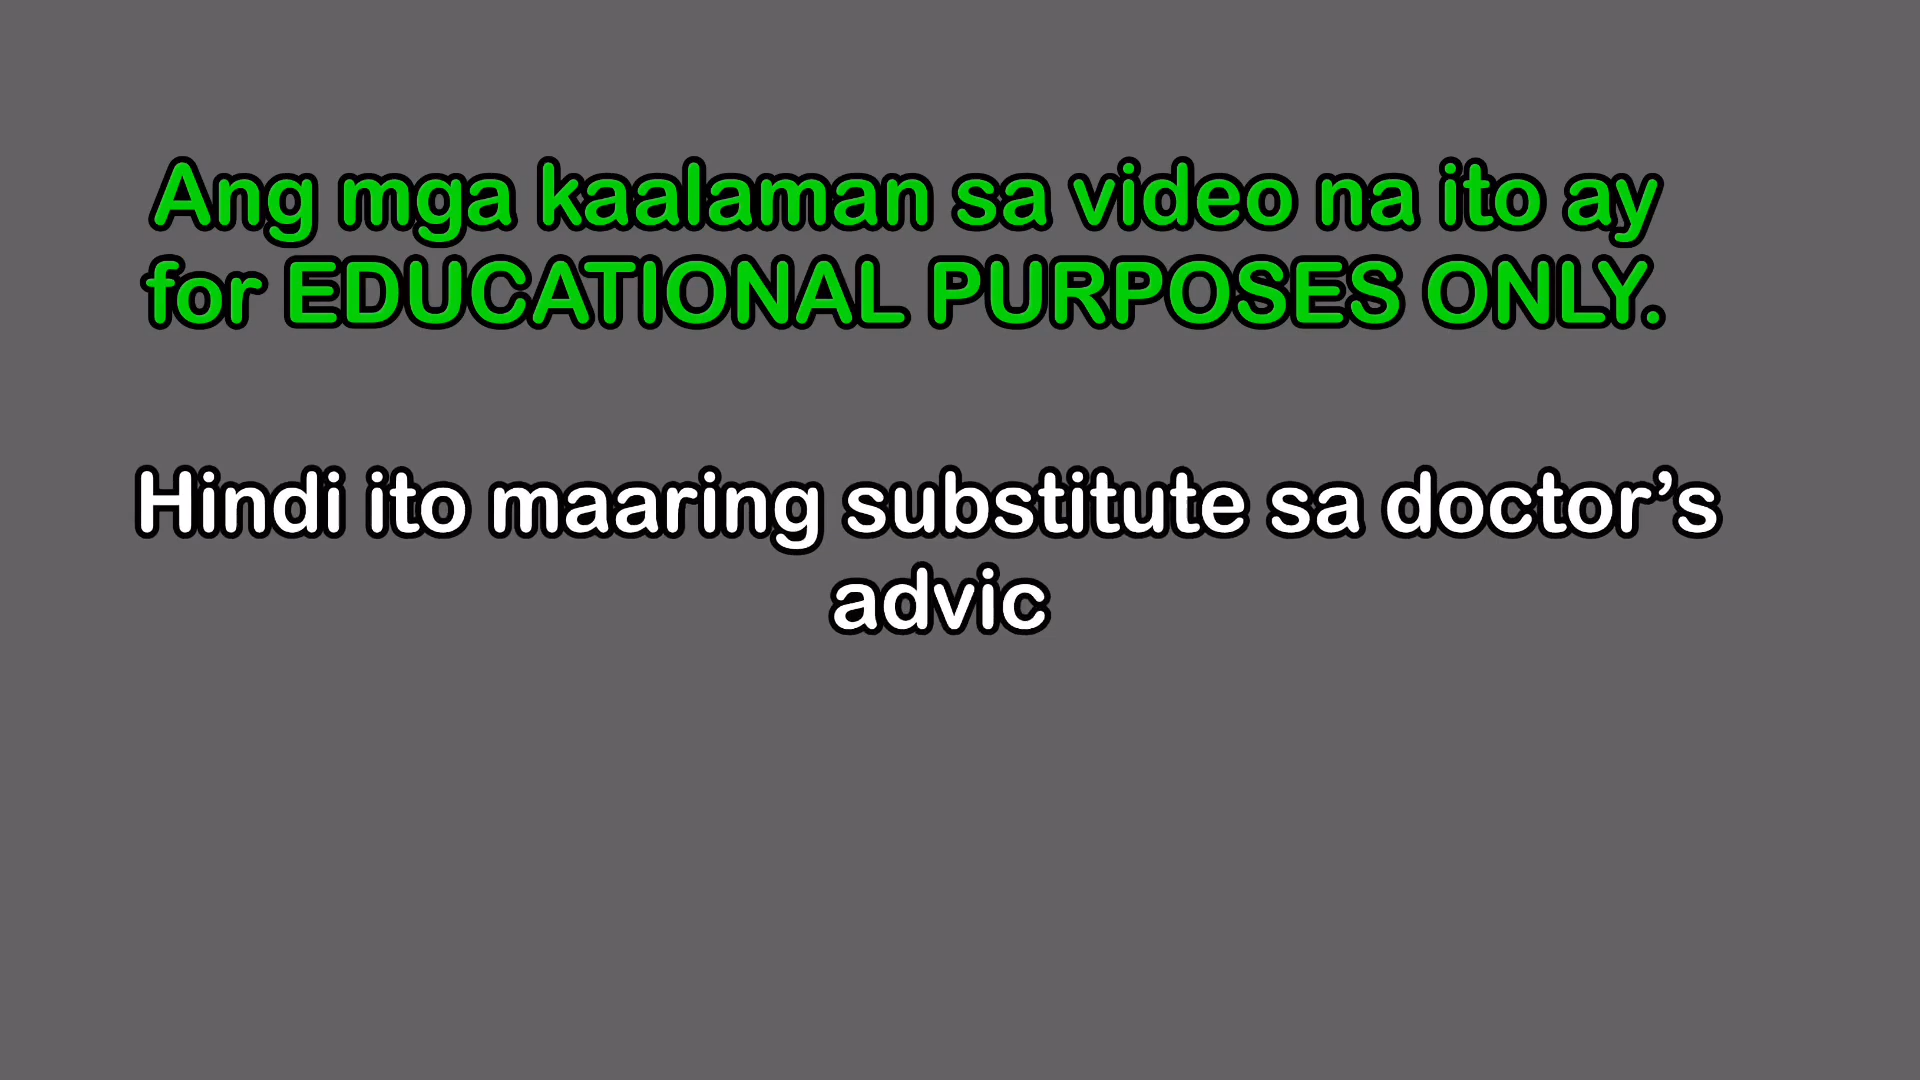 Ang mga kaalaman sa video na ito ay
for EDUCATIONAL PURPOSES ONLY.
Hindi ito maaring substitute sa doctor’s
advic